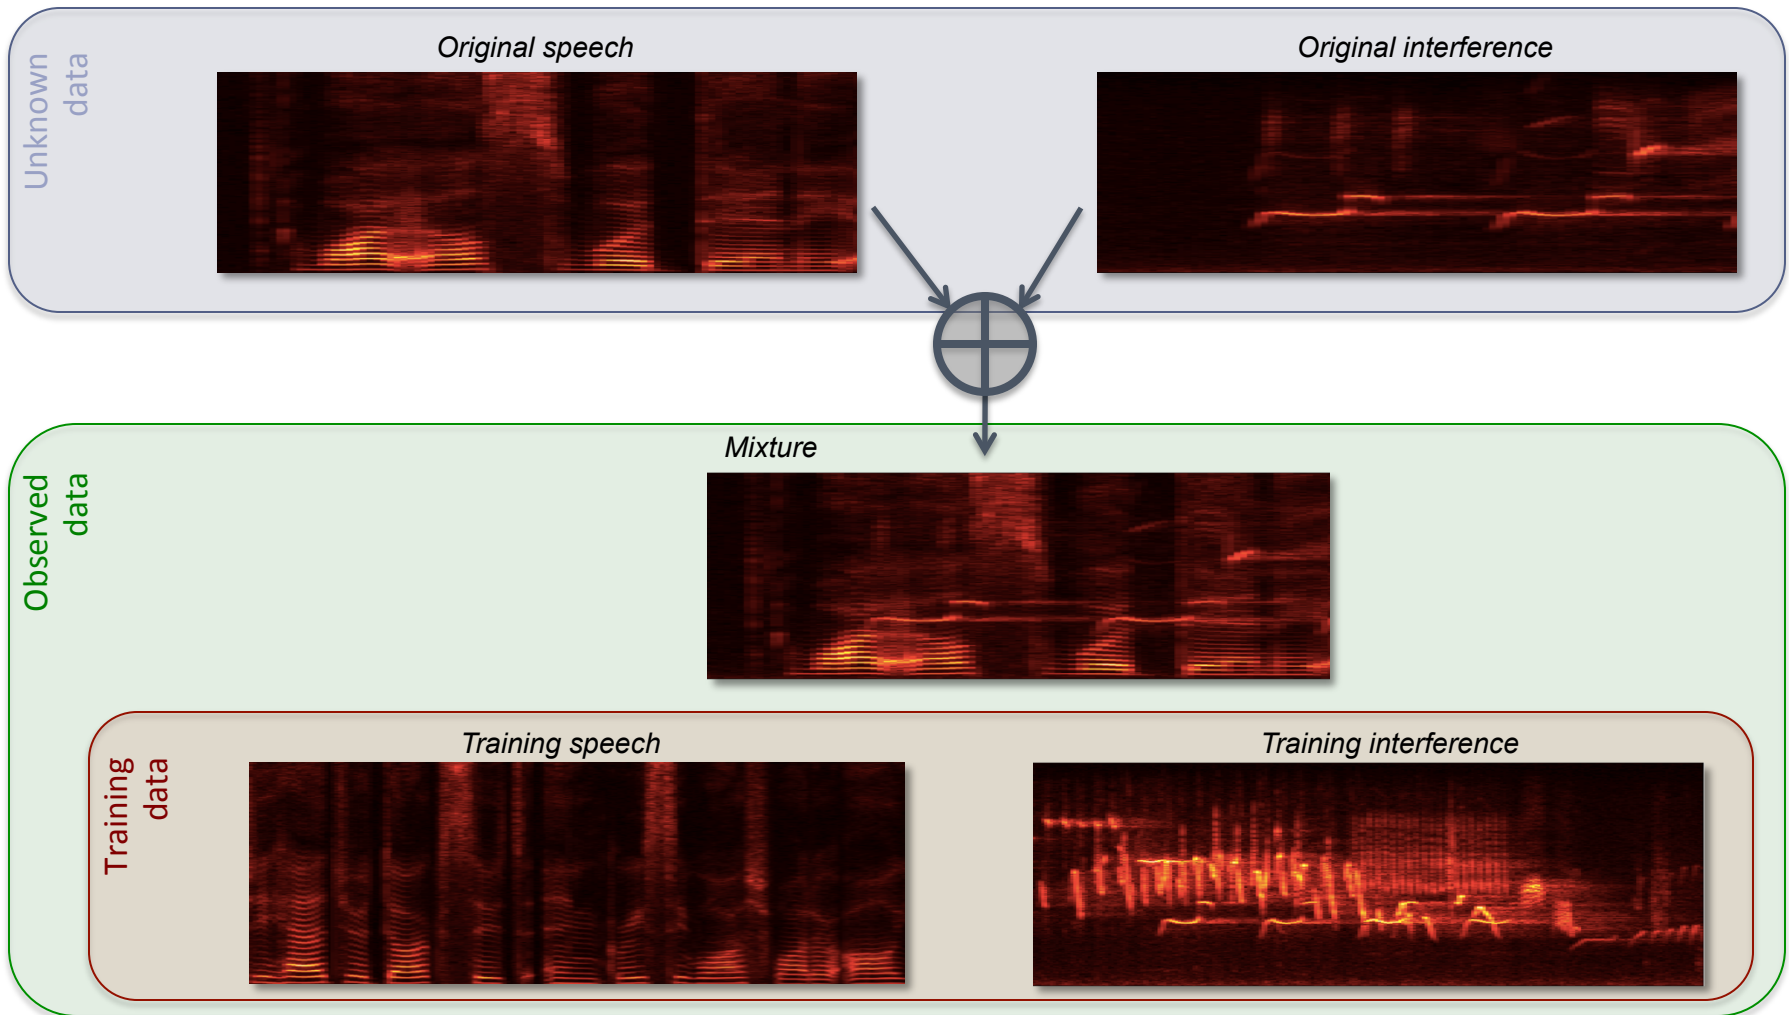 Unknown
data
Original speech
Original interference
Observed
data
Mixture
Training
data
Training speech
Training interference